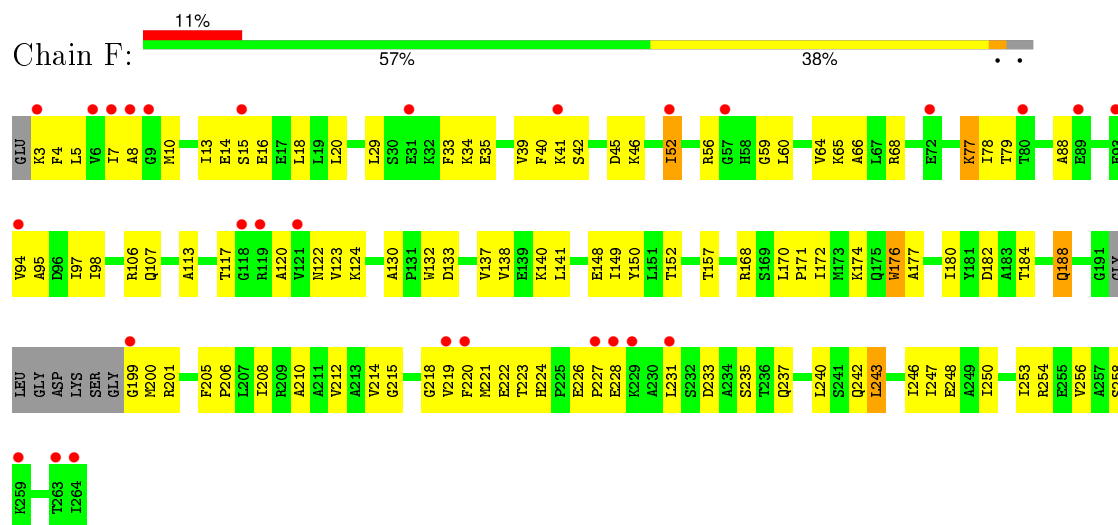 11%
Chain F:
57% 38% • •
GLU K3 F4 L5 V6 I7 A8 G9 M10 I13 E14 S15 E16 E17 L18 L19 L20 L29 S30 E31 K32 F33 K34 E35 V39 F40 K41 S42 D45 K46 I52 R56 G57 H58 G59 L60 V64 K65 A66 L67 R68 E72 K77 I78 T79 T80 A88 E89 E93
V94 A95 D96 I97 I98 R106 Q107 A113 T117 G118 R119 A120 V121 N122 V123 K124 A130 P131 W132 D133 V137 V138 E139 K140 L141 E148 I149 Y150 L151 T152 T157 R168 S169 L170 P171 I172 M173 K174 Q175 W176 A177 I180 Y181 D182 A183 T184 Q188 G191 GLY
LEU GLY ASP LYS SER GLY G199 M200 R201 F205 P206 L207 I208 R209 A210 A211 V212 A213 V214 G215 G218 V219 F220 M221 E222 T223 H224 P225 E226 P227 E228 K229 A230 L231 S232 D233 A234 S235 T236 Q237 L240 S241 Q242 L243 I246 I247 E248 A249 I250 I253 R254 E255 V256 A257 S258
K259 T263 I264